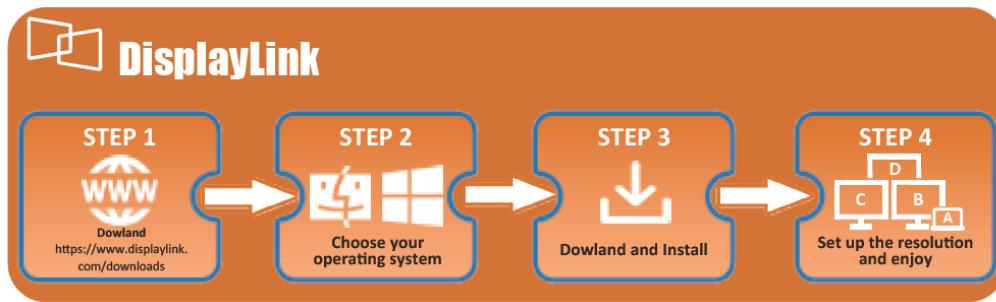 DisplayLink
STEP 1
WWW
Dowland
https://www.displaylink.
com/downloads
STEP 2
Choose your
operating system
STEP 3
Dowland and Install
STEP 4
D
C
B
A
Set up the resolution
and enjoy